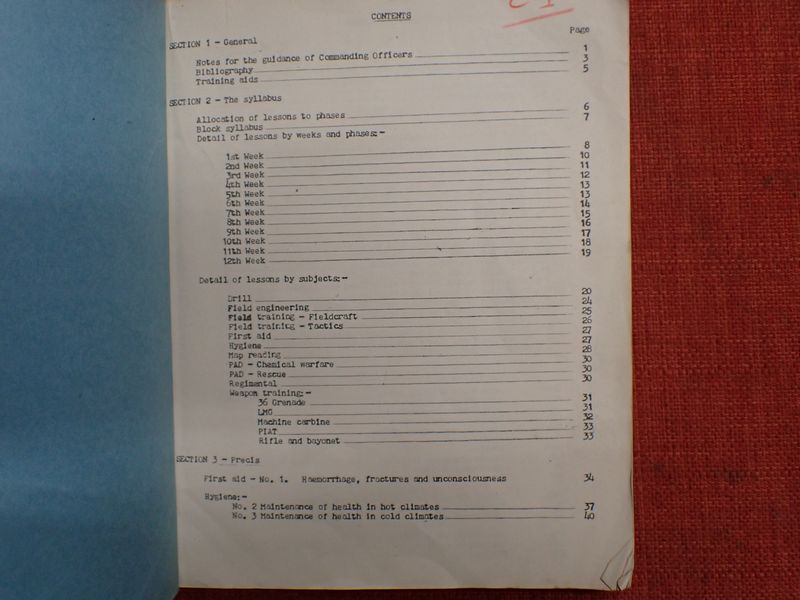 CONTENTS
Page
SECTION 1 - General
Notes for the guidance of Commanding Officers 1
Bibliography 3
Training aids 5
SECTION 2 - The syllabus
Allocation of lessons to phases 6
Block syllabus 7
Detail of lessons by weeks and phases:-
1st Week 8
2nd Week 10
3rd Week 11
4th Week 12
5th Week 13
6th Week 13
7th Week 14
8th Week 15
9th Week 16
10th Week 17
11th Week 18
12th Week 19
Detail of lessons by subjects:-
Drill 20
Field engineering 24
Field training - Fieldcraft 25
Field training - Tactics 26
First aid 27
Hygiene 27
Map reading 28
PAD - Chemical warfare 30
PAD - Rescue 30
Regimental 30
Weapon training:-
36 Grenade 31
LMG 31
Machine carbine 32
PIAT 33
Rifle and bayonet 33
SECTION 3 - Precis
First aid - No. 1. Haemorrhage, fractures and unconsciousness 34
Hygiene:-
No. 2 Maintenance of health in hot climates 37
No. 3 Maintenance of health in cold climates 40